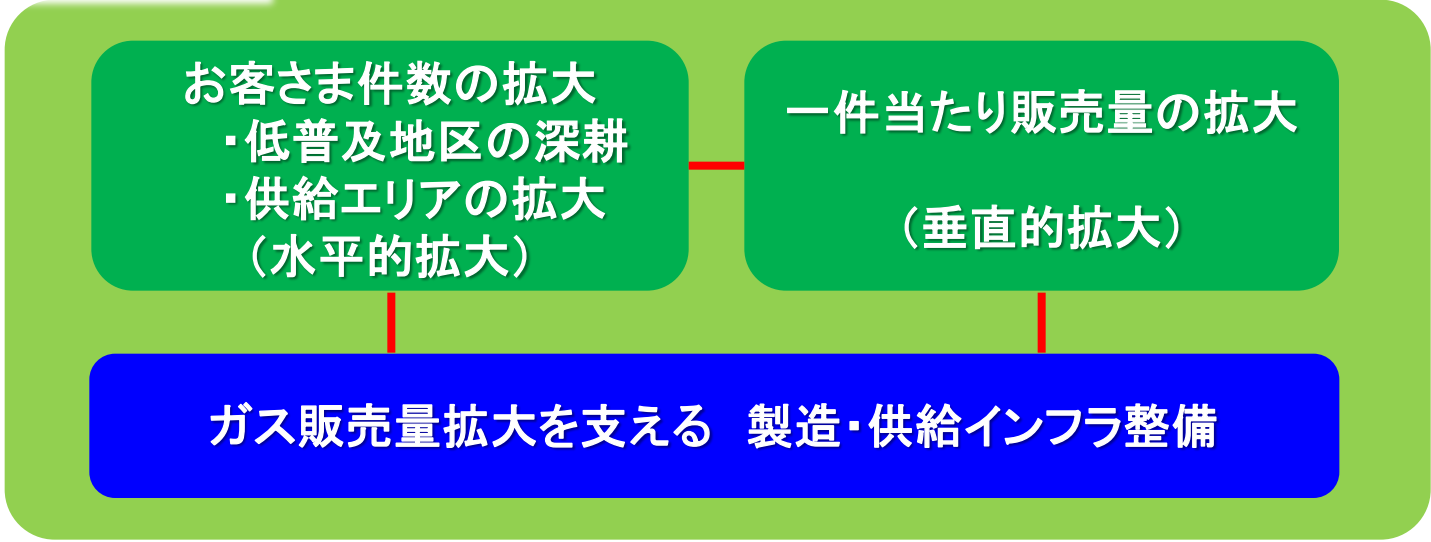 お客さま件数の拡大
・低普及地区の深耕
・供給エリアの拡大
（水平的拡大）
一件当たり販売量の拡大
（垂直的拡大）
ガス販売量拡大を支える　製造・供給インフラ整備